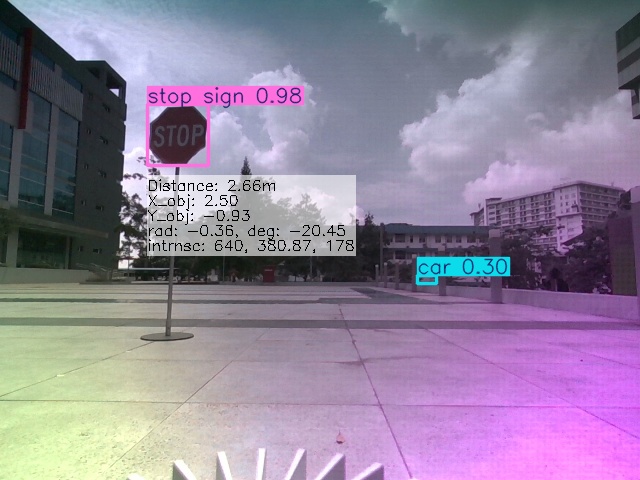 stop sign 0.98
STOP
Distance: 2.66m
X_obj: 2.50
Y_obj: -0.93
rad: -0.36, deg: -20.45
intrnsc: 640, 380.87, 178
car 0.30